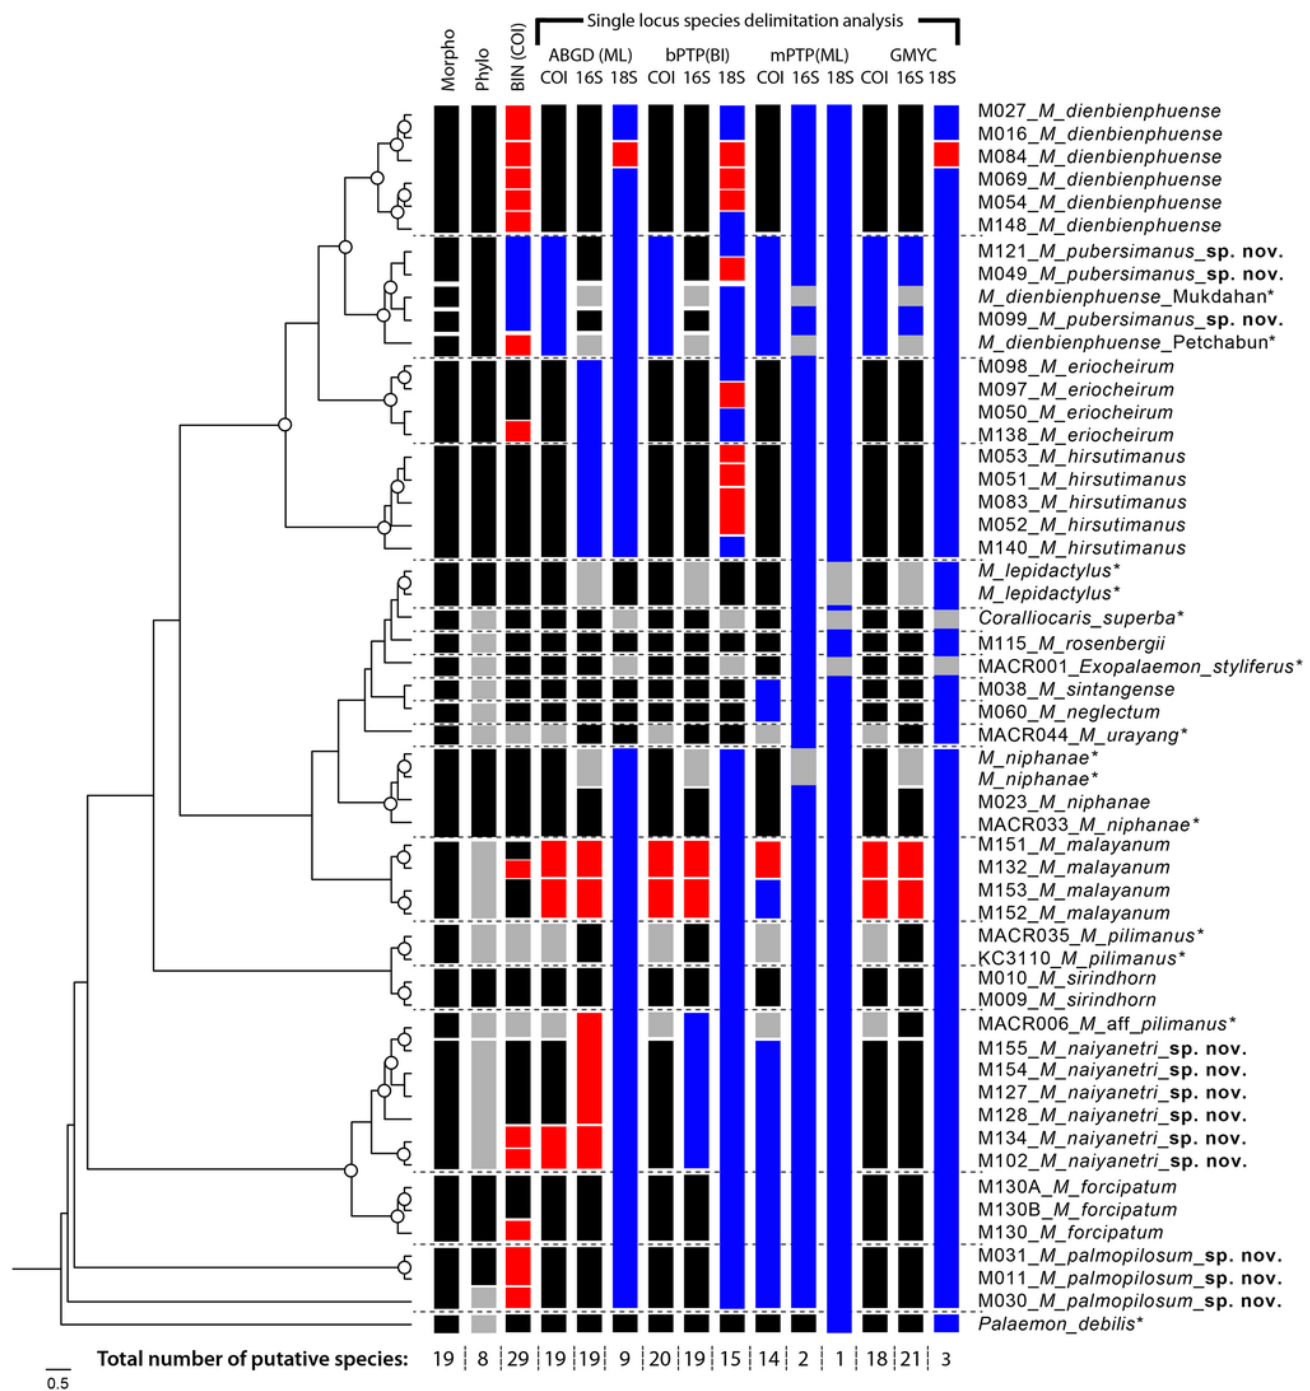 Single locus species delimitation analysis
Morpho Phylo BIN (COI) ABGD (ML) bPTP(BI) mPTP(ML) GMYC
COI 16S 18S COI 16S 18S COI 16S 18S COI 16S 18S
M027_M_dienbienphuense
M016_M_dienbienphuense
M084_M_dienbienphuense
M069_M_dienbienphuense
M054_M_dienbienphuense
M148_M_dienbienphuense
M121_M_pubersimanus_sp. nov.
M049_M_pubersimanus_sp. nov.
M_dienbienphuense_Mukdahan*
M099_M_pubersimanus_sp. nov.
M_dienbienphuense_Petchabun*
M098_M_eriocheirum
M097_M_eriocheirum
M050_M_eriocheirum
M138_M_eriocheirum
M053_M_hirsutimanus
M051_M_hirsutimanus
M083_M_hirsutimanus
M052_M_hirsutimanus
M140_M_hirsutimanus
M_lepidactylus*
M_lepidactylus*
Coralliocaris_superba*
M115_M_rosenbergii
MACR001_Exopalaemon_styliferus*
M038_M_sintangense
M060_M_neglectum
MACR044_M_urayang*
M_niphanae*
M_niphanae*
M023_M_niphanae
MACR033_M_niphanae*
M151_M_malayanum
M132_M_malayanum
M153_M_malayanum
M152_M_malayanum
MACR035_M_pilimanus*
KC3110_M_pilimanus*
M010_M_sirindhorn
M009_M_sirindhorn
MACR006_M_aff_pilimanus*
M155_M_naiyanetri_sp. nov.
M154_M_naiyanetri_sp. nov.
M127_M_naiyanetri_sp. nov.
M128_M_naiyanetri_sp. nov.
M134_M_naiyanetri_sp. nov.
M102_M_naiyanetri_sp. nov.
M130A_M_forcipatum
M130B_M_forcipatum
M130_M_forcipatum
M031_M_palmopilosum_sp. nov.
M011_M_palmopilosum_sp. nov.
M030_M_palmopilosum_sp. nov.
Palaemon_debilis*
Total number of putative species: 19 8 29 19 19 9 20 19 15 14 2 1 18 21 3
0.5